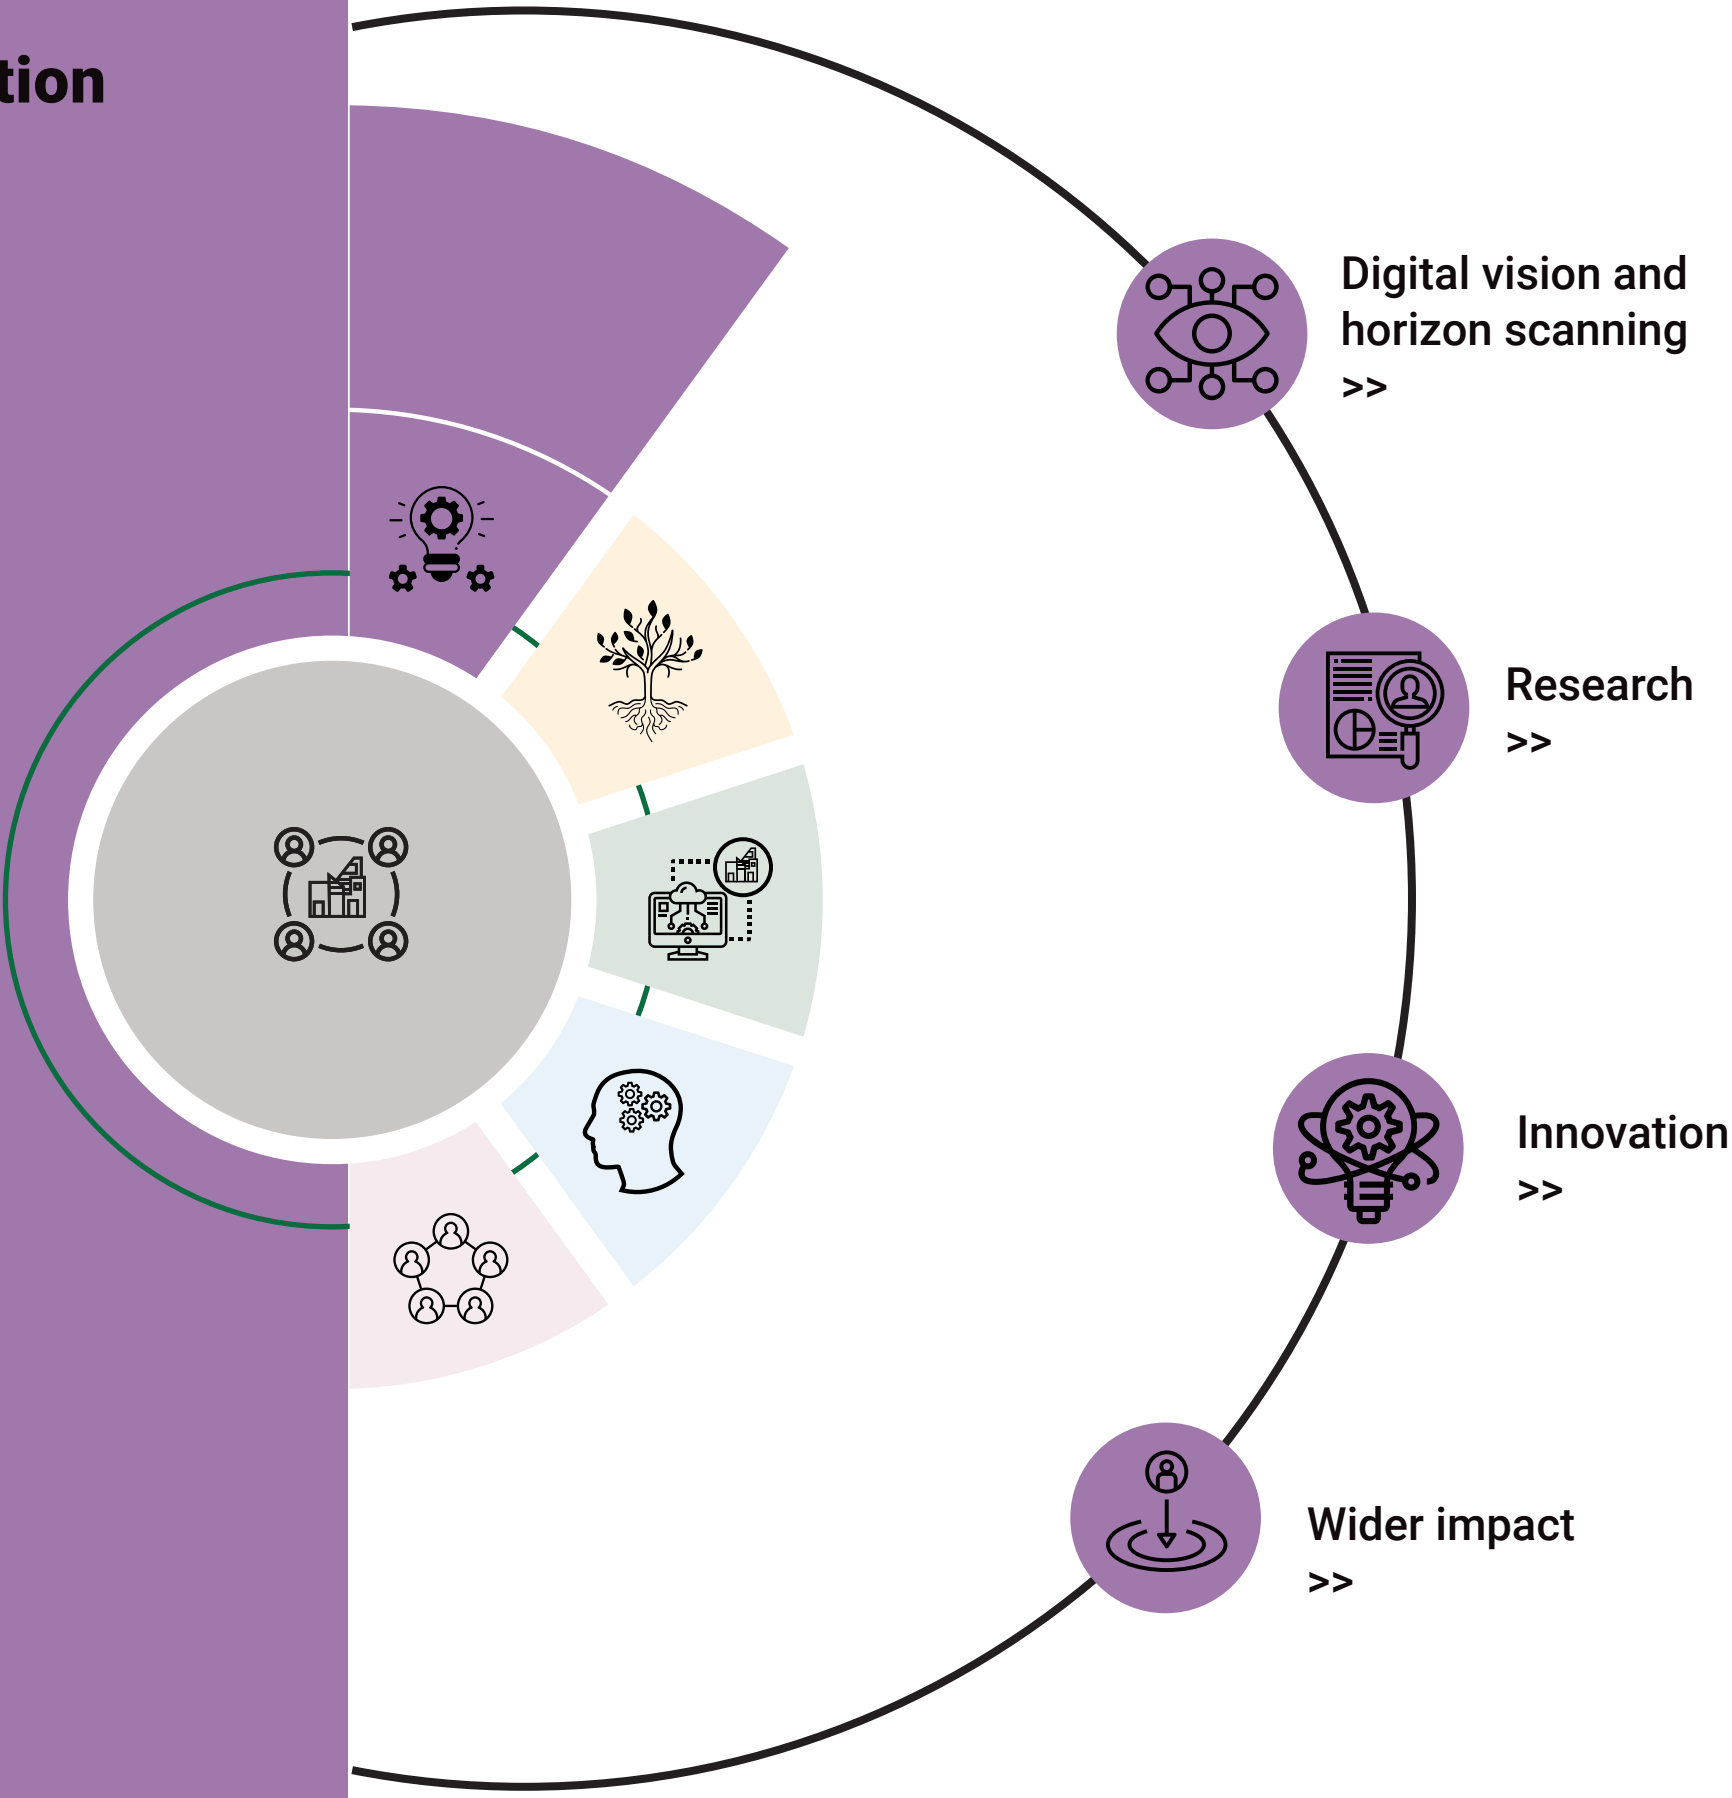 tion
Digital vision and
horizon scanning
>>
Research
>>
Innovation
>>
Wider impact
>>